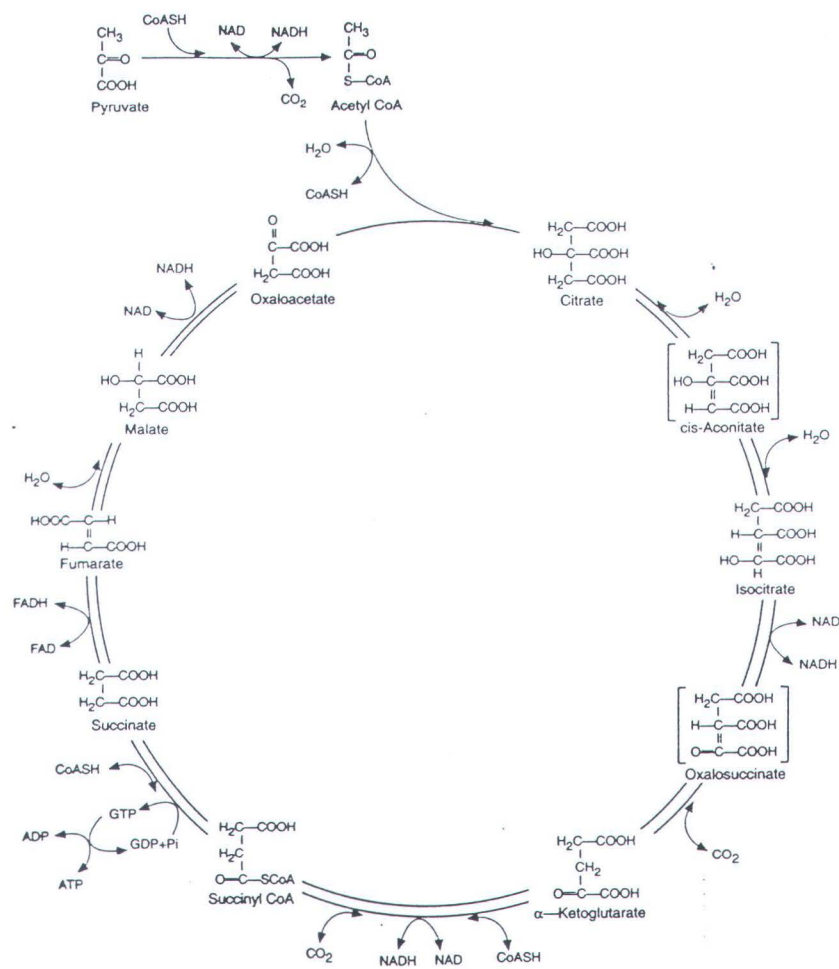 CH3
C=O
COOH
Pyruvate
CoASH
NAD
NADH
CO2
CH3
C=O
S—CoA
Acetyl CoA
H2O
CoASH
O
C—COOH
H2C—COOH
Oxaloacetate
H2C—COOH
HO—C—COOH
H2C—COOH
Citrate
H2O
H2C—COOH
HO—C—COOH
H—C—COOH
cis-Aconitate
H2O
H2C—COOH
H—C—COOH
HO—C—COOH
H
Isocitrate
NAD
NADH
H2C—COOH
H—C—COOH
O=C—COOH
Oxalosuccinate
CO2
H2C—COOH
CH2
O=C—COOH
α—Ketoglutarate
CoASH
NAD
NADH
CO2
H2C—COOH
H2C
O=C—SCoA
Succinyl CoA
CoASH
GTP
GDP+Pi
ADP
ATP
H2C—COOH
H2C—COOH
Succinate
FADH
FAD
HOOC—C—H
H—C—COOH
Fumarate
H2O
H
HO—C—COOH
H2C—COOH
Malate
NADH
NAD